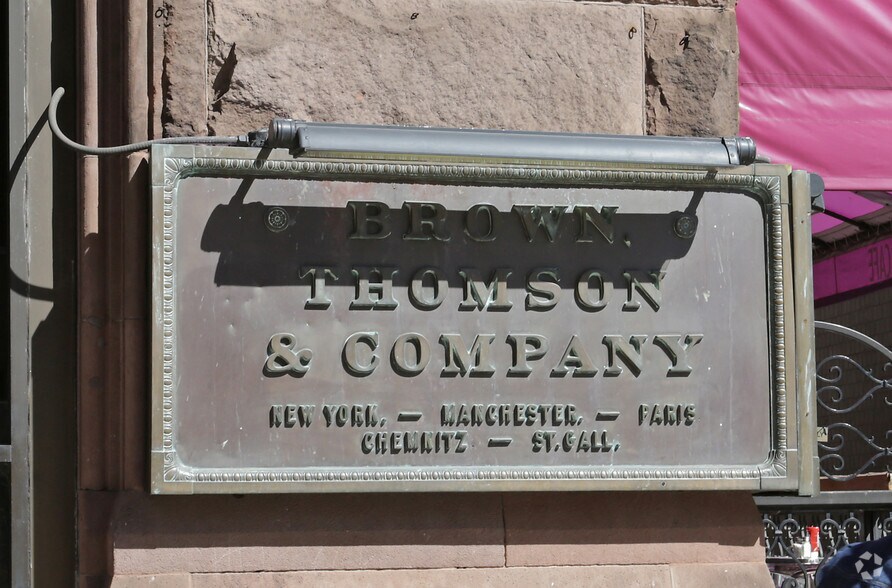 BROWN,
THOMSON
& COMPANY
NEW YORK. — MANCHESTER. — PARIS
CHEMNITZ — ST. GALL.